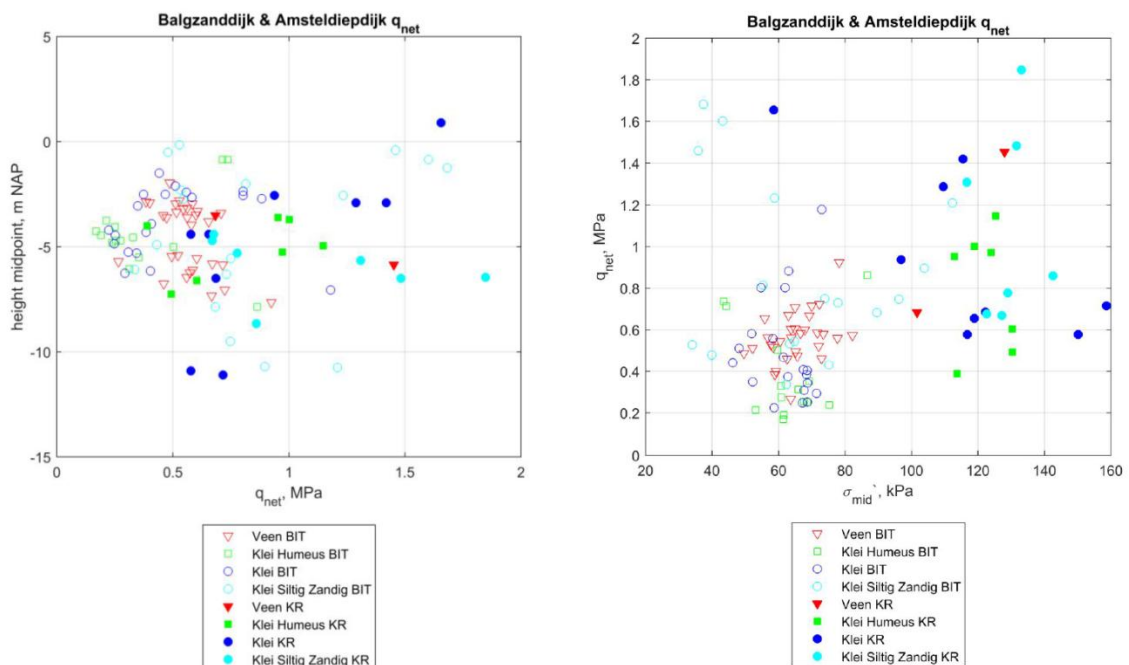 Balgzanddijk & Amsteldiepdijk q_net
5
0
-5
-10
-15
height midpoint, m NAP
0
0.5
1
1.5
2
q_net, MPa
Veen BIT
Klei Humeus BIT
Klei BIT
Klei Siltig Zandig BIT
Veen KR
Klei Humeus KR
Klei KR
Klei Siltig Zandig KR
Balgzanddijk & Amsteldiepdijk q_net
2
1.8
1.6
1.4
1.2
1
0.8
0.6
0.4
0.2
0
q_net, MPa
20
40
60
80
100
120
140
160
σ_mid`, kPa
Veen BIT
Klei Humeus BIT
Klei BIT
Klei Siltig Zandig BIT
Veen KR
Klei Humeus KR
Klei KR
Klei Siltig Zandig KR